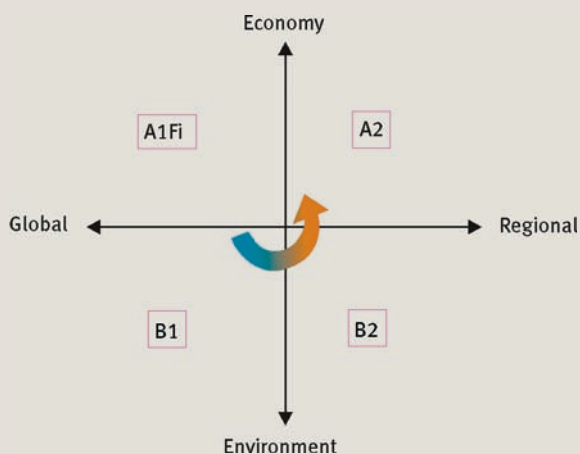 Economy
A1Fi
A2
Global
Regional
B1
B2
Environment